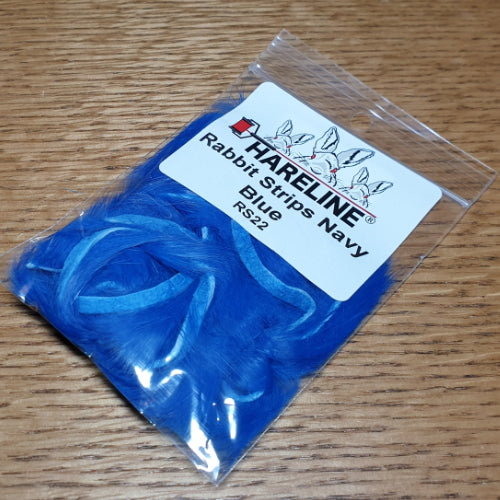 HARELINE®
Rabbit Strips Navy
Blue
RS22